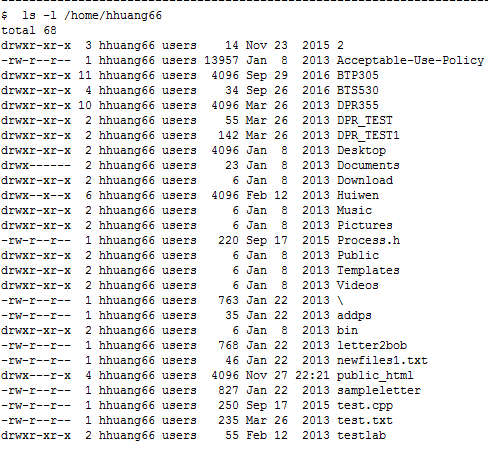 $  ls -l /home/hhuang66
total 68
drwxr-xr-x  3 hhuang66 users    14 Nov 23  2015 2
-rw-r--r--  1 hhuang66 users 13957 Jan  8  2013 Acceptable-Use-Policy
drwxr-xr-x 11 hhuang66 users  4096 Sep 29  2016 BTP305
drwxr-xr-x  4 hhuang66 users    34 Sep 26  2016 BTS530
drwxr-xr-x 10 hhuang66 users  4096 Mar 26  2013 DPR355
drwxr-xr-x  2 hhuang66 users    55 Mar 26  2013 DPR_TEST
drwxr-xr-x  2 hhuang66 users   142 Mar 26  2013 DPR_TEST1
drwxr-xr-x  2 hhuang66 users  4096 Jan  8  2013 Desktop
drwx------  2 hhuang66 users    23 Jan  8  2013 Documents
drwxr-xr-x  2 hhuang66 users     6 Jan  8  2013 Download
drwx--x--x  6 hhuang66 users  4096 Feb 12  2013 Huiwen
drwxr-xr-x  2 hhuang66 users     6 Jan  8  2013 Music
drwxr-xr-x  2 hhuang66 users     6 Jan  8  2013 Pictures
-rw-r--r--  1 hhuang66 users   220 Sep 17  2015 Process.h
drwxr-xr-x  2 hhuang66 users     6 Jan  8  2013 Public
drwxr-xr-x  2 hhuang66 users     6 Jan  8  2013 Templates
drwxr-xr-x  2 hhuang66 users     6 Jan  8  2013 Videos
-rw-r--r--  1 hhuang66 users   763 Jan 22  2013 \
-rw-r--r--  1 hhuang66 users    35 Jan 22  2013 addps
drwxr-xr-x  2 hhuang66 users     6 Jan  8  2013 bin
-rw-r--r--  1 hhuang66 users   768 Jan 22  2013 letter2bob
-rw-r--r--  1 hhuang66 users    46 Jan 22  2013 newfiles1.txt
drwx---r-x  4 hhuang66 users  4096 Nov 27 22:21 public_html
-rw-r--r--  1 hhuang66 users   827 Jan 22  2013 sampleletter
-rw-r--r--  1 hhuang66 users   250 Sep 17  2015 test.cpp
-rw-r--r--  1 hhuang66 users   235 Mar 26  2013 test.txt
drwxr-xr-x  2 hhuang66 users    55 Feb 12  2013 testlab